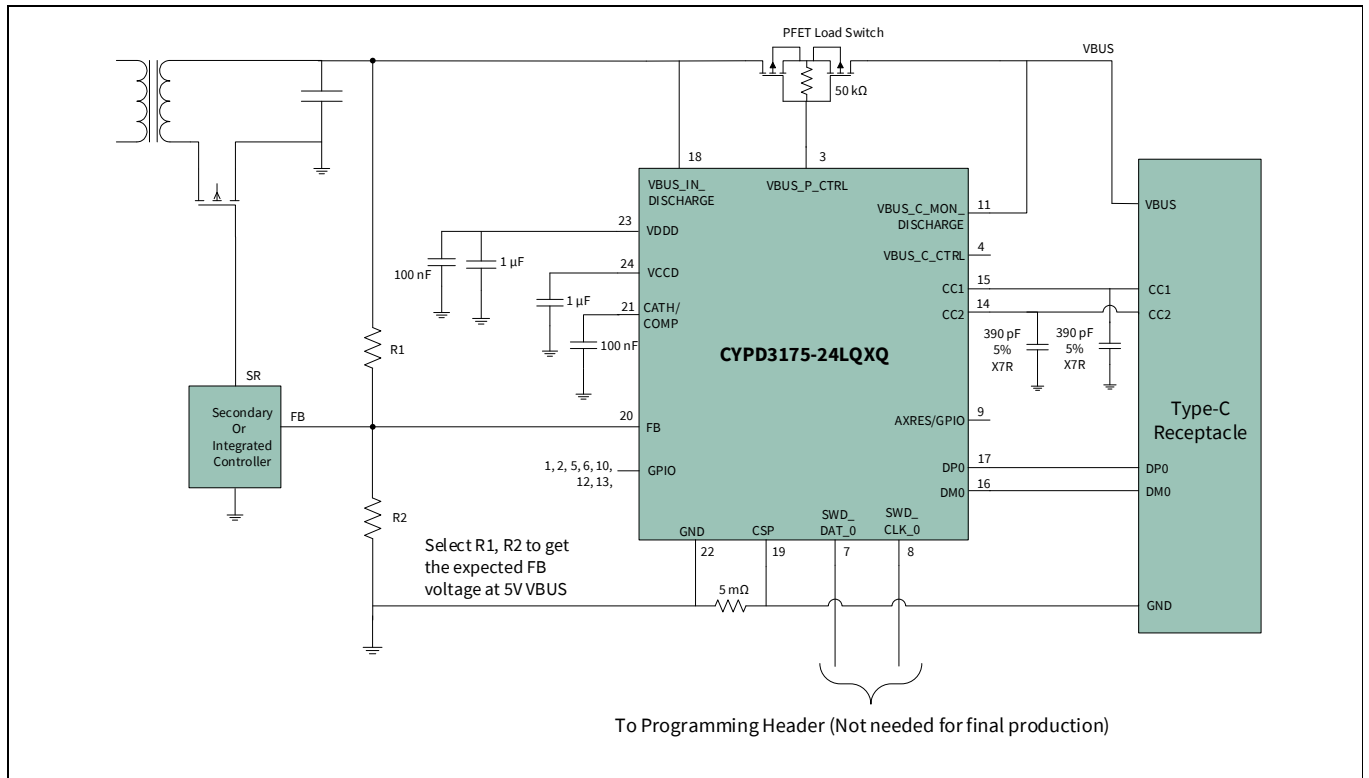 PFET Load Switch
VBUS
50 kΩ
18
3
VBUS_IN_
DISCHARGE
VBUS_P_CTRL
VBUS_C_MON_
DISCHARGE
11
VBUS
23
VDDD
VBUS_C_CTRL
4
100 nF
1 µF
24
VCCD
15
CC1
CC1
1 µF
21
CATH/
COMP
14
CC2
CC2
100 nF
390 pF
5%
X7R
390 pF
5%
X7R
CYPD3175-24LQXQ
R1
SR
Secondary
Or
Integrated
Controller
FB
20
FB
AXRES/GPIO
9
Type-C
Receptacle
1, 2, 5, 6, 10,
12, 13,
GPIO
DP0
17
DP0
DM0
16
DM0
R2
GND
CSP
SWD_
DAT_0
SWD_
CLK_0
22
19
7
8
Select R1, R2 to get
the expected FB
voltage at 5V VBUS
5 mΩ
GND
To Programming Header (Not needed for final production)